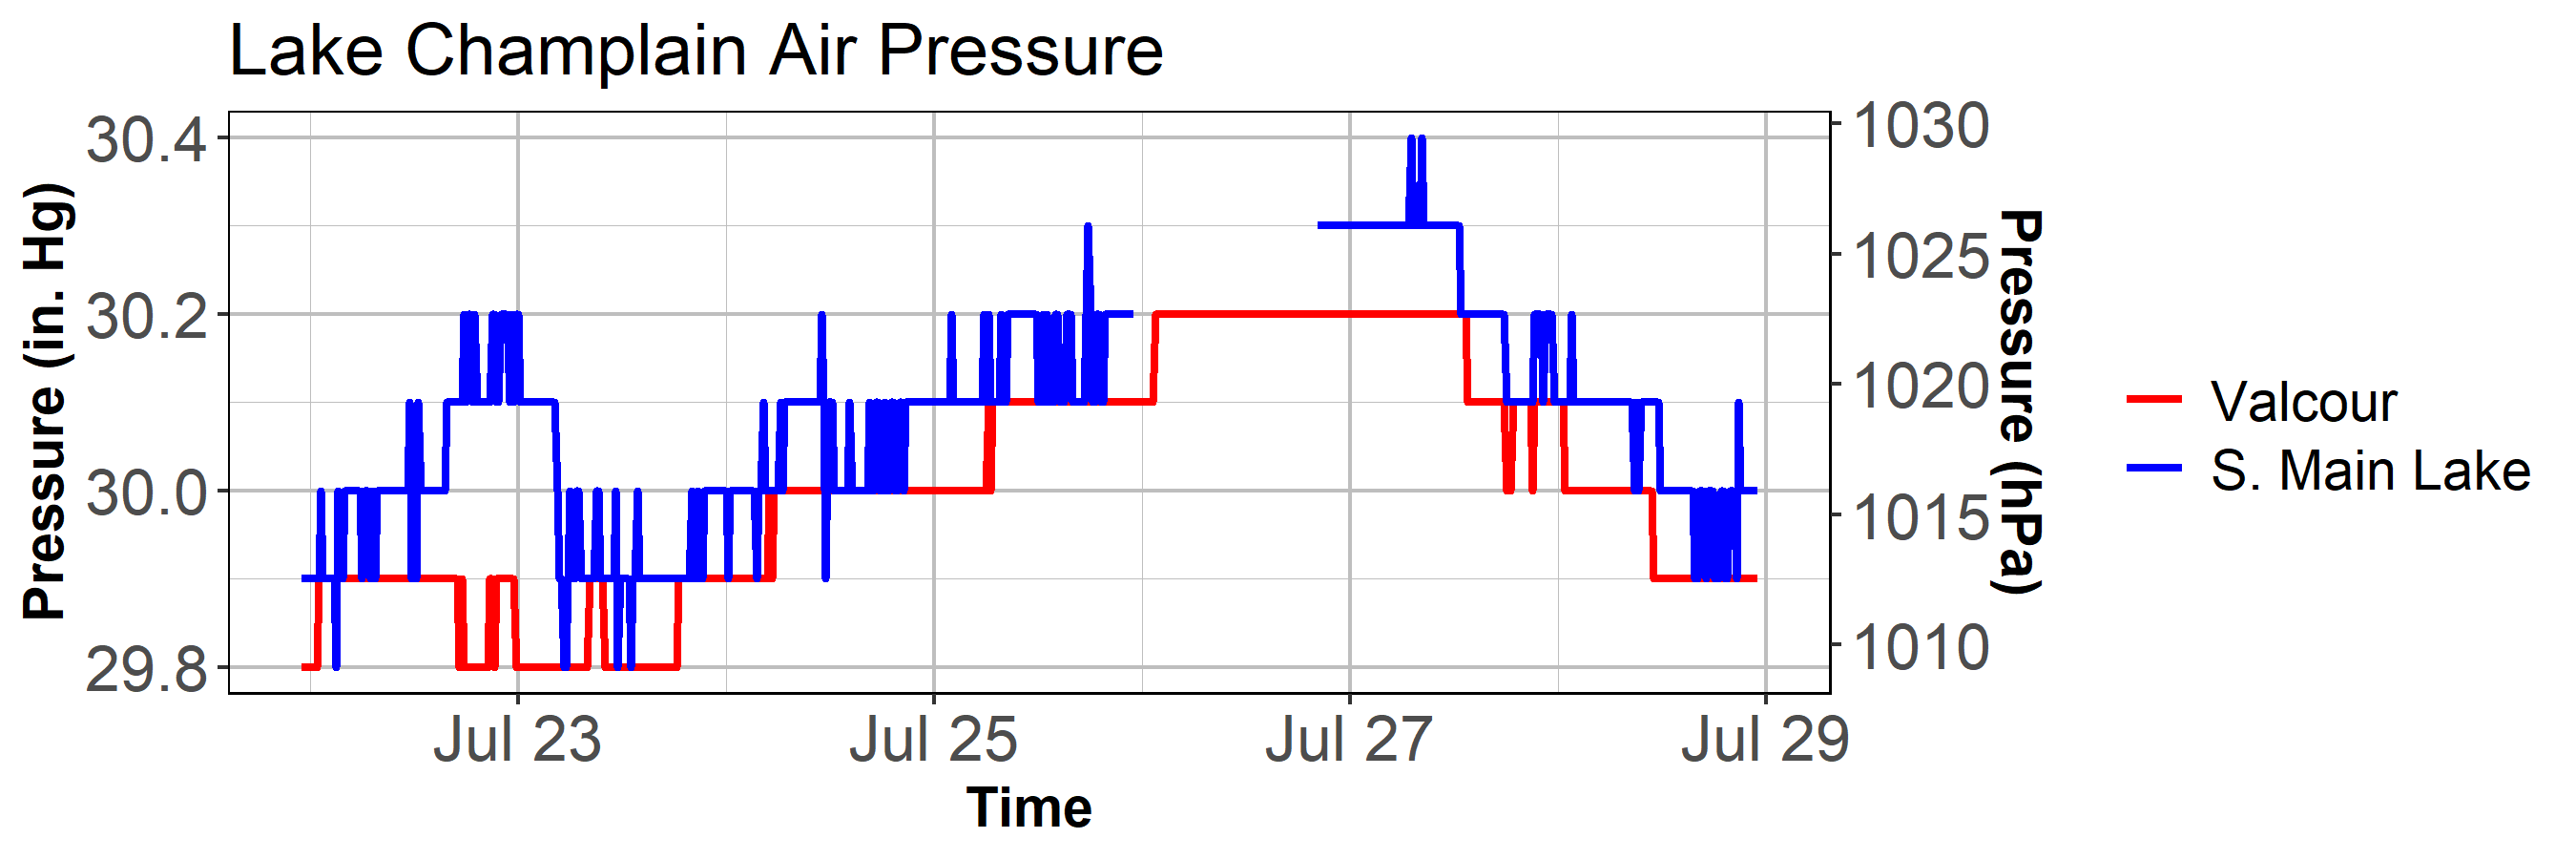 Lake Champlain Air Pressure
30.4
30.2
30.0
29.8
Pressure (in. Hg)
1030
1025
1020
1015
1010
Pressure (hPa)
Jul 23 Jul 25 Jul 27 Jul 29
Time
Valcour
S. Main Lake